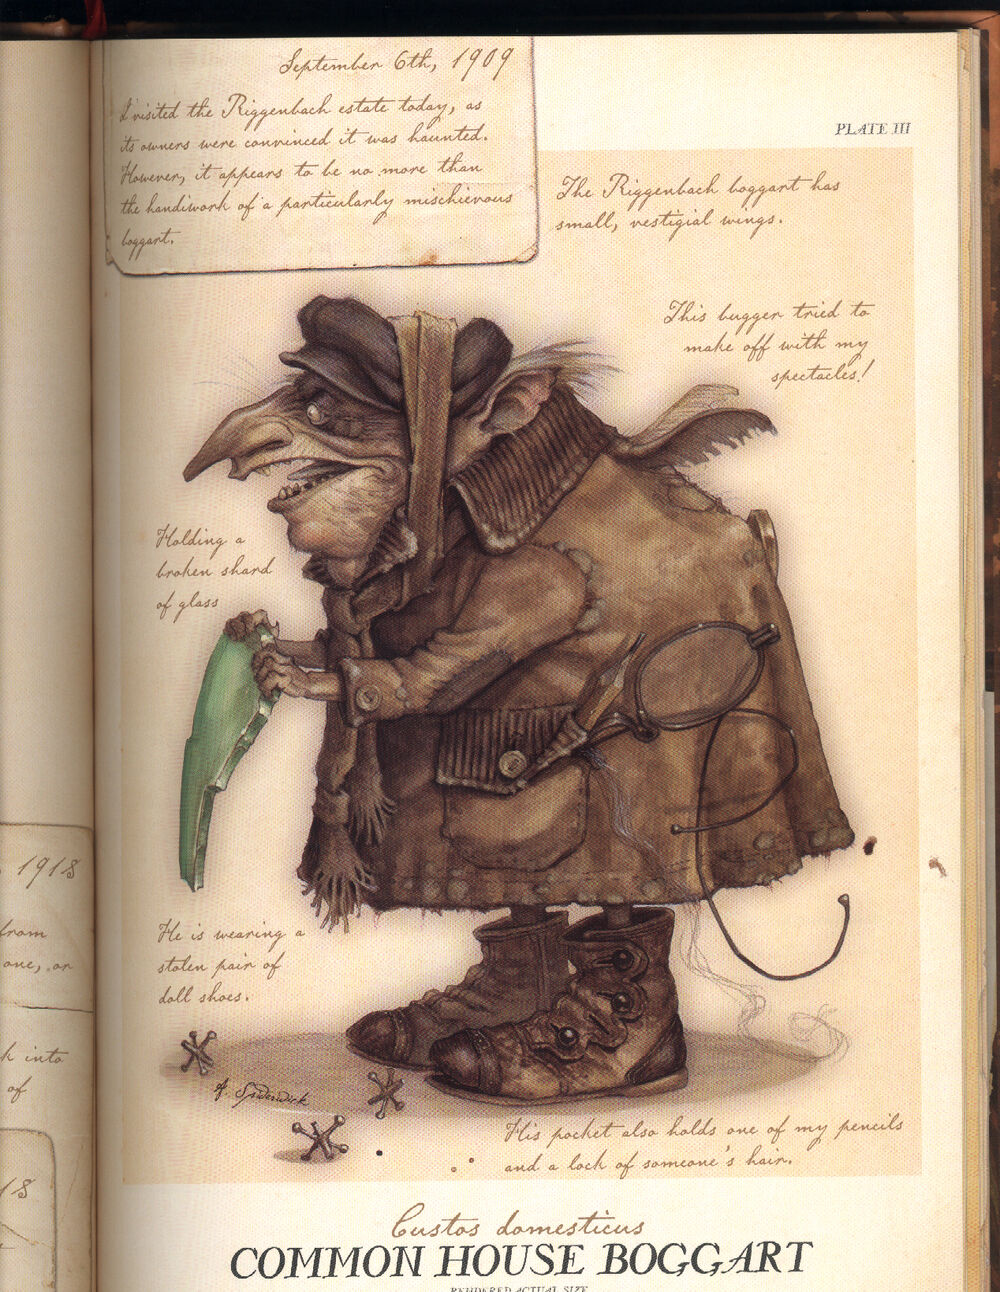 September 6th, 1909
I visited the Riggenbach estate today, as
its owners were convinced it was haunted.
However, it appears to be no more than
the handiwork of a particularly mischievous
boggart.
PLATE III
The Riggenbach boggart has
small, vestigial wings.
This bugger tried to
make off with my
spectacles!
Holding a
broken shard
of glass
1918
from
one, or
He is wearing a
stolen pair of
doll shoes.
into
of
A. Spiderwick
His pocket also holds one of my pencils
and a lock of someone's hair.
Custos domesticus
COMMON HOUSE BOGGART
RENDERED ACTUAL SIZE